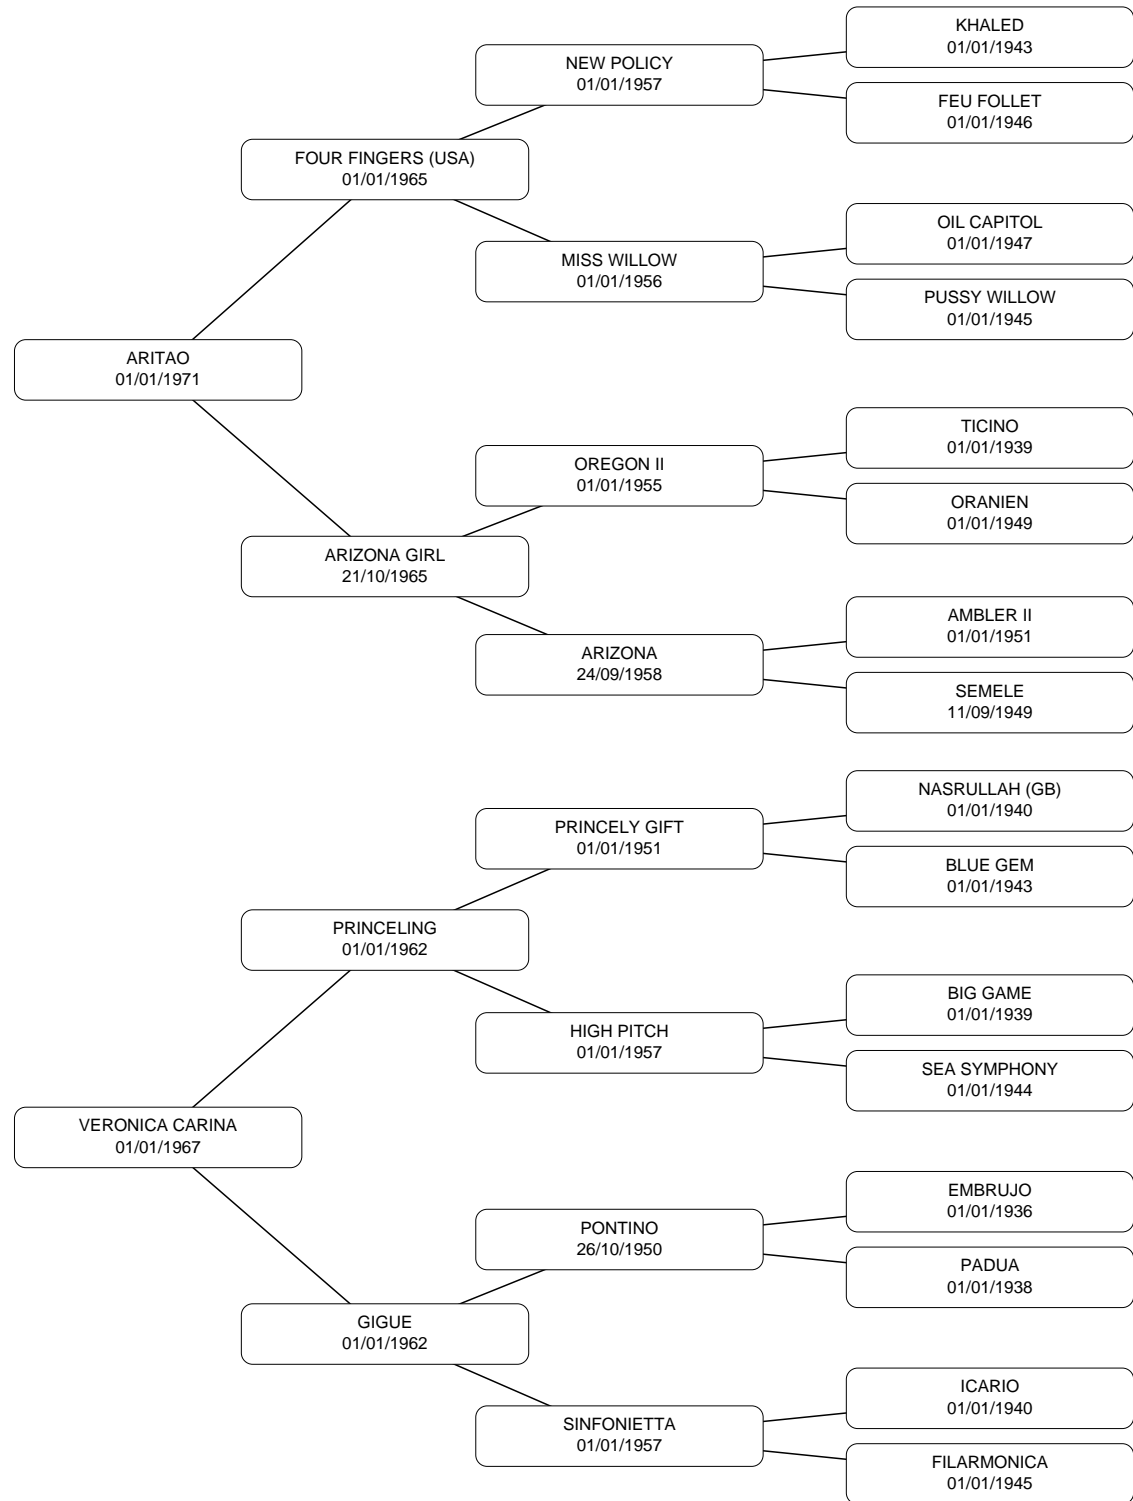 KHALED
01/01/1943
NEW POLICY
01/01/1957
FEU FOLLET
01/01/1946
FOUR FINGERS (USA)
01/01/1965
OIL CAPITOL
01/01/1947
MISS WILLOW
01/01/1956
PUSSY WILLOW
01/01/1945
ARITAO
01/01/1971
TICINO
01/01/1939
OREGON II
01/01/1955
ORANIEN
01/01/1949
ARIZONA GIRL
21/10/1965
AMBLER II
01/01/1951
ARIZONA
24/09/1958
SEMELE
11/09/1949
NASRULLAH (GB)
01/01/1940
PRINCELY GIFT
01/01/1951
BLUE GEM
01/01/1943
PRINCELING
01/01/1962
BIG GAME
01/01/1939
HIGH PITCH
01/01/1957
SEA SYMPHONY
01/01/1944
VERONICA CARINA
01/01/1967
EMBRUJO
01/01/1936
PONTINO
26/10/1950
PADUA
01/01/1938
GIGUE
01/01/1962
ICARIO
01/01/1940
SINFONIETTA
01/01/1957
FILARMONICA
01/01/1945